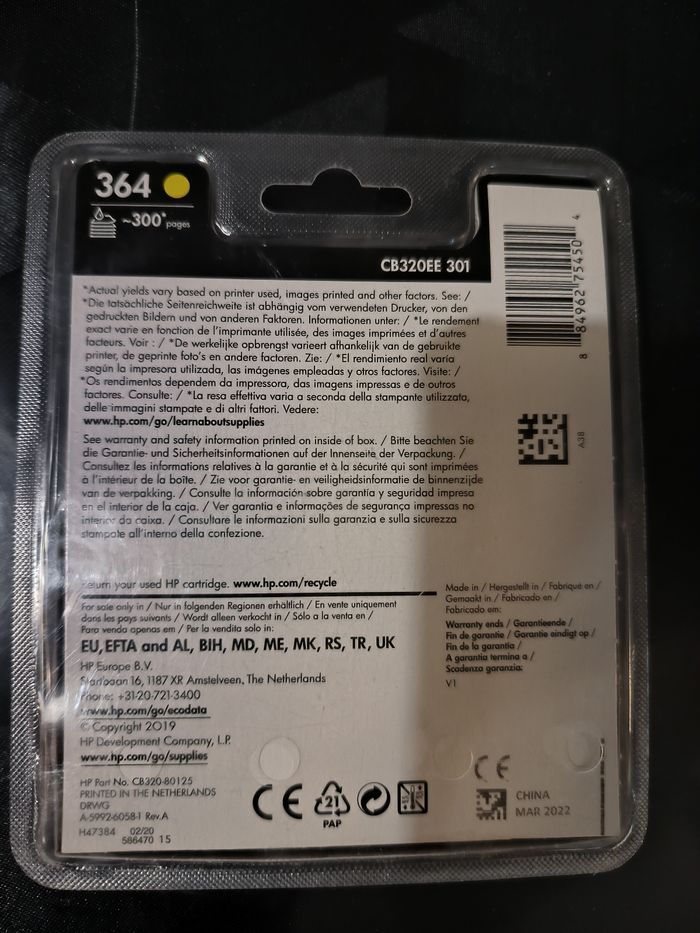 364
~300* pages
CB320EE 301
8 84962 75450 4
*Actual yields vary based on printer used, images printed and other factors. See: /
*Die tatsächliche Seitenreichweite ist abhängig vom verwendeten Drucker, von den
gedruckten Bildern und von anderen Faktoren. Informationen unter: / *Le rendement
exact varie en fonction de l'imprimante utilisée, des images imprimées et d'autres
facteurs. Voir : / *De werkelijke opbrengst varieert afhankelijk van de gebruikte
printer, de geprinte foto's en andere factoren. Zie: / *El rendimiento real varía
según la impresora utilizada, las imágenes empleadas y otros factores. Visite: /
*Os rendimentos dependem da impressora, das imagens impressas e de outros
factores. Consulte: / *La resa effettiva varia a seconda della stampante utilizzata,
delle immagini stampate e di altri fattori. Vedere:
www.hp.com/go/learnaboutsupplies
A38
See warranty and safety information printed on inside of box. / Bitte beachten Sie
die Garantie- und Sicherheitsinformationen auf der Innenseite der Verpackung. /
Consultez les informations relatives à la garantie et à la sécurité qui sont imprimées
à l'intérieur de la boîte. / Zie voor garantie- en veiligheidsinformatie de binnenzijde
van de verpakking. / Consulte la información sobre garantía y seguridad impresa
en el interior de la caja. / Ver garantia e informações de segurança impressas no
interior da caixa. / Consultare le informazioni sulla garanzia e sulla sicurezza
stampate all'interno della confezione.
Return your used HP cartridge. www.hp.com/recycle
For sale only in / Nur in folgenden Regionen erhältlich / En vente uniquement
dans les pays suivants / Wordt alleen verkocht in / Sólo a la venta en /
Para venda apenas em / Per la vendita solo in:
EU,EFTA and AL, BIH, MD, ME, MK, RS, TR, UK
HP Europe B.V.
Startbaan 16, 1187 XR Amstelveen, The Netherlands
Phone: +31-20-721-3400
www.hp.com/go/ecodata
© Copyright 2019
HP Development Company, L.P.
www.hp.com/go/supplies
HP Part No. CB320-80125
PRINTED IN THE NETHERLANDS
DRWG
A-5992-6058-1 Rev.A
H47384 02/20
586470 15
Made in / Hergestellt in / Fabriqué en /
Gemaakt in / Fabricado en /
Fabricado em:
Warranty ends / Garantieende /
Fin de garantie / Garantie eindigt op /
Fin de la garantía /
A garantia termina a /
Scadenza garanzia:
V1
CE
21
PAP
CE
CHINA
MAR 2022